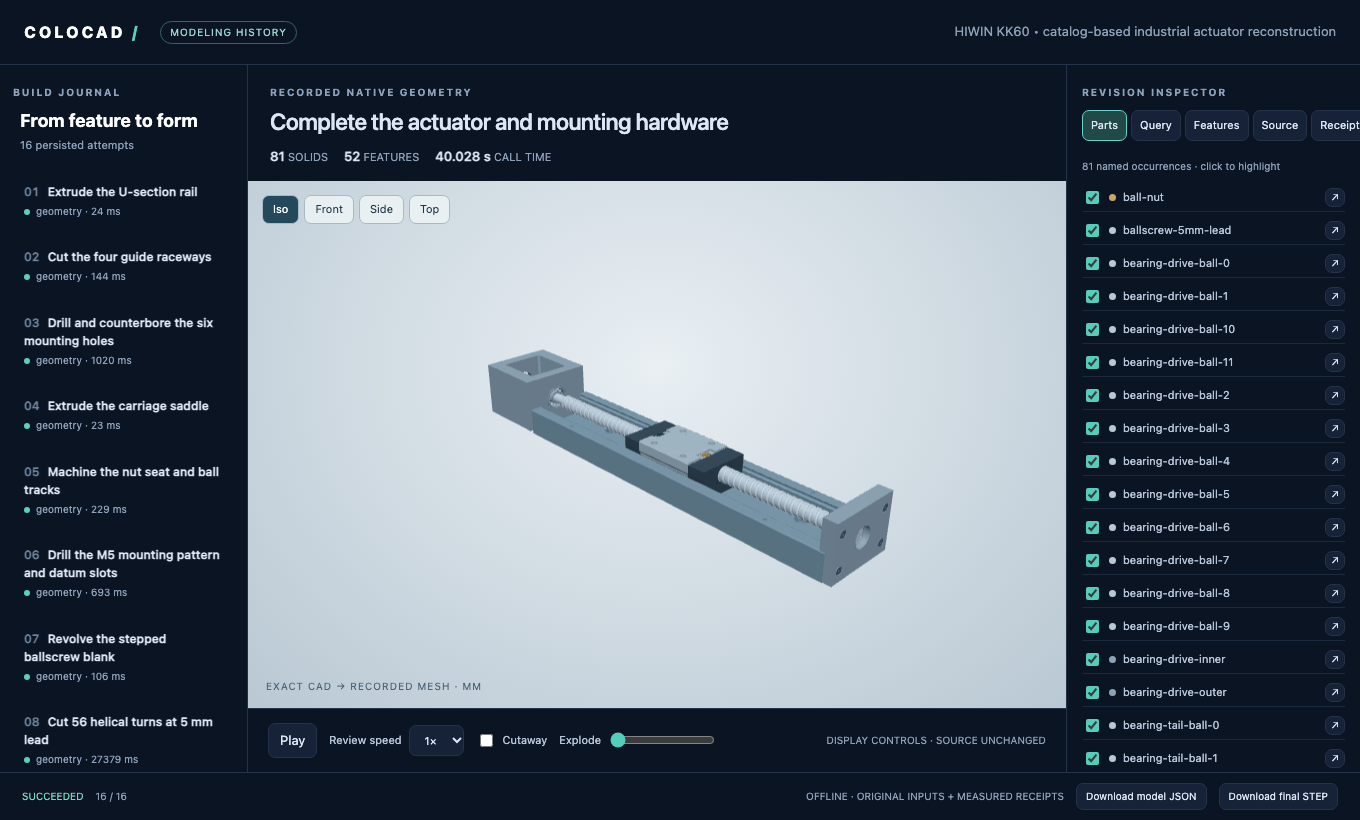 COLOCAD /
MODELING HISTORY
HIWIN KK60 • catalog-based industrial actuator reconstruction
BUILD JOURNAL
From feature to form
16 persisted attempts
01 Extrude the U-section rail
geometry · 24 ms
02 Cut the four guide raceways
geometry · 144 ms
03 Drill and counterbore the six
mounting holes
geometry · 1020 ms
04 Extrude the carriage saddle
geometry · 23 ms
05 Machine the nut seat and ball
tracks
geometry · 229 ms
06 Drill the M5 mounting pattern
and datum slots
geometry · 693 ms
07 Revolve the stepped
ballscrew blank
geometry · 106 ms
08 Cut 56 helical turns at 5 mm
lead
geometry · 27379 ms
RECORDED NATIVE GEOMETRY
Complete the actuator and mounting hardware
81 SOLIDS 52 FEATURES 40.028 s CALL TIME
Iso Front Side Top
EXACT CAD → RECORDED MESH · MM
Play Review speed 1× Cutaway Explode
DISPLAY CONTROLS · SOURCE UNCHANGED
REVISION INSPECTOR
Parts Query Features Source Receipt
81 named occurrences · click to highlight
ball-nut
ballscrew-5mm-lead
bearing-drive-ball-0
bearing-drive-ball-1
bearing-drive-ball-10
bearing-drive-ball-11
bearing-drive-ball-2
bearing-drive-ball-3
bearing-drive-ball-4
bearing-drive-ball-5
bearing-drive-ball-6
bearing-drive-ball-7
bearing-drive-ball-8
bearing-drive-ball-9
bearing-drive-inner
bearing-drive-outer
bearing-tail-ball-0
bearing-tail-ball-1
SUCCEEDED 16 / 16
OFFLINE · ORIGINAL INPUTS + MEASURED RECEIPTS
Download model JSON
Download final STEP